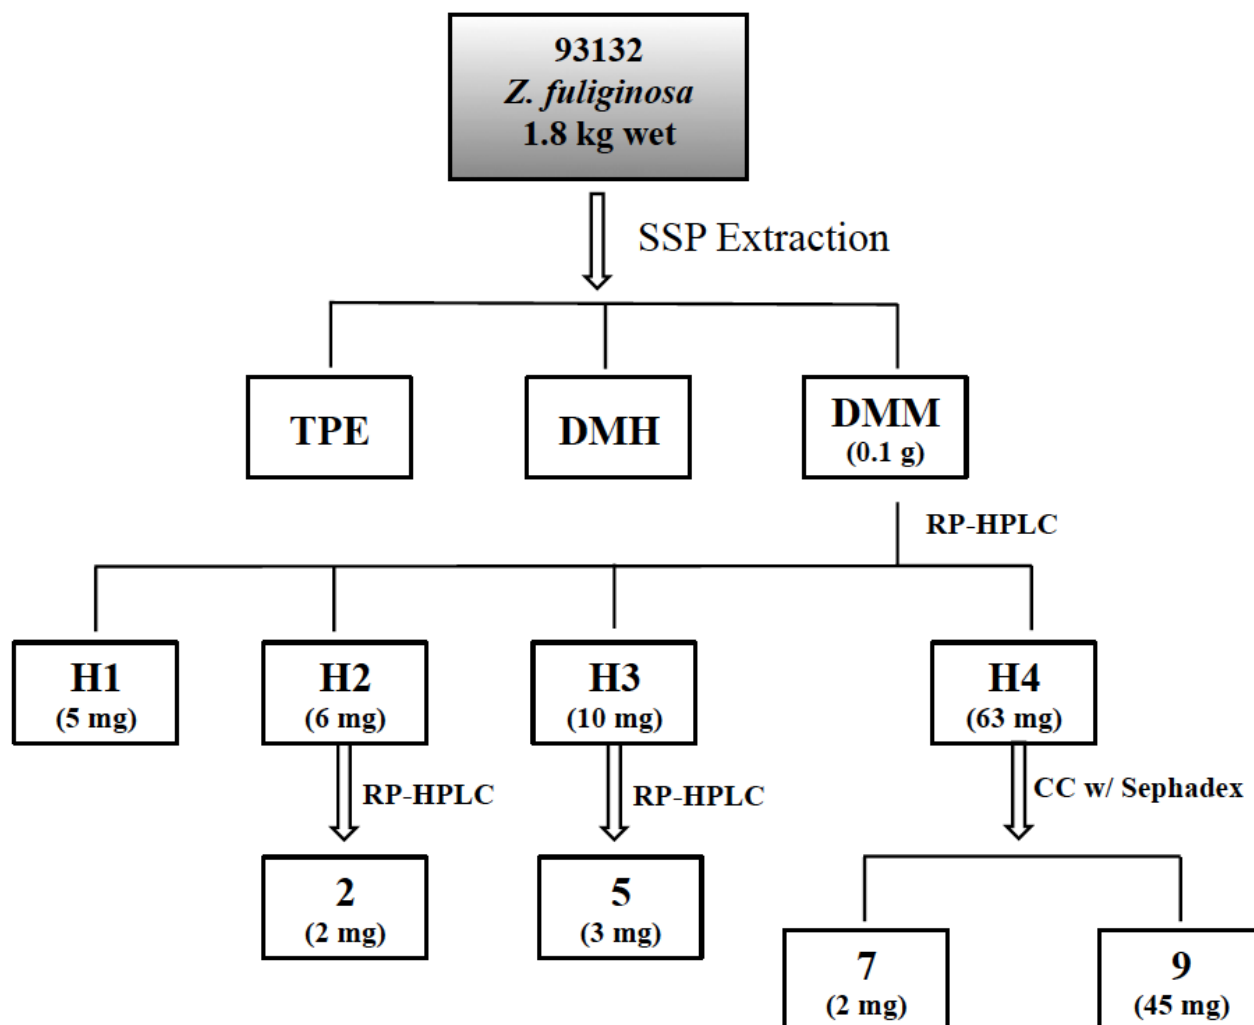 93132
Z. fuliginosa
1.8 kg wet
SSP Extraction
TPE
DMH
DMM
(0.1 g)
RP-HPLC
H1
(5 mg)
H2
(6 mg)
H3
(10 mg)
H4
(63 mg)
RP-HPLC
RP-HPLC
CC w/ Sephadex
2
(2 mg)
5
(3 mg)
7
(2 mg)
9
(45 mg)